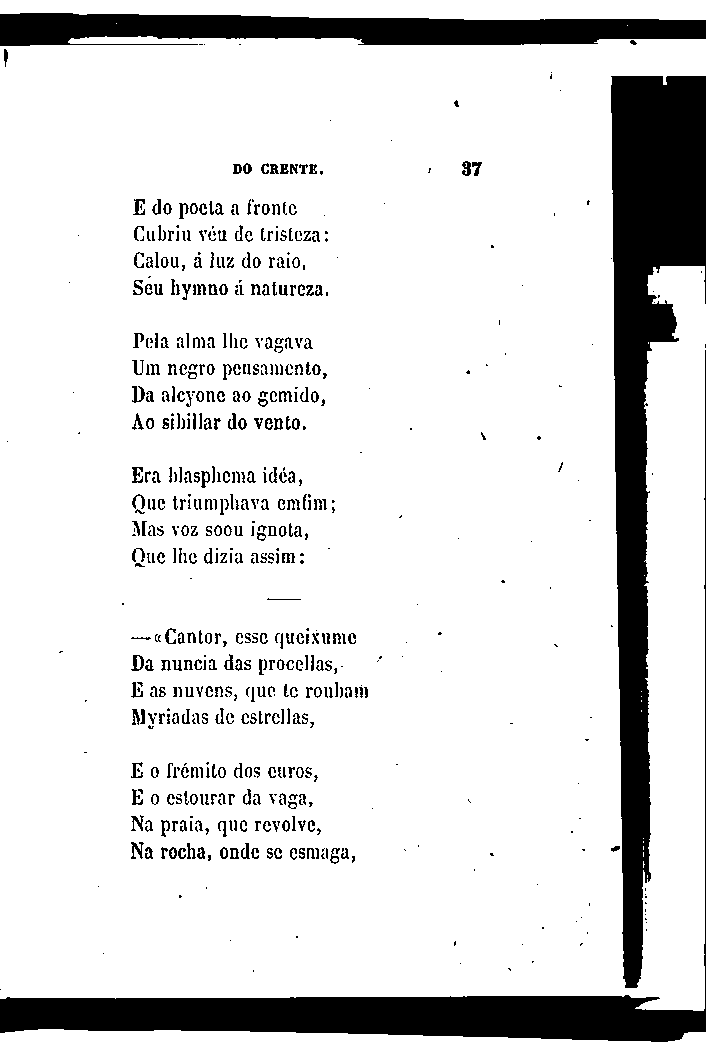 DO CRENTE. 37
E do poeta a fronte
Cubriu véu de tristeza:
Calou, á luz do raio,
Seu hymno á natureza.
Pela alma lhe vagava
Um negro pensamento,
Da alcyone ao gemido,
Ao sibillar do vento.
Era blasphema idéa,
Que triumphava emfim;
Mas voz soou ignota,
Que lhe dizia assim:
—«Cantor, esse queixume
Da nuncia das procellas,
E as nuvens, que te roubam
Myriadas de estrellas,
E o frémito dos euros,
E o estourar da vaga,
Na praia, que revolve,
Na rocha, onde se esmaga,